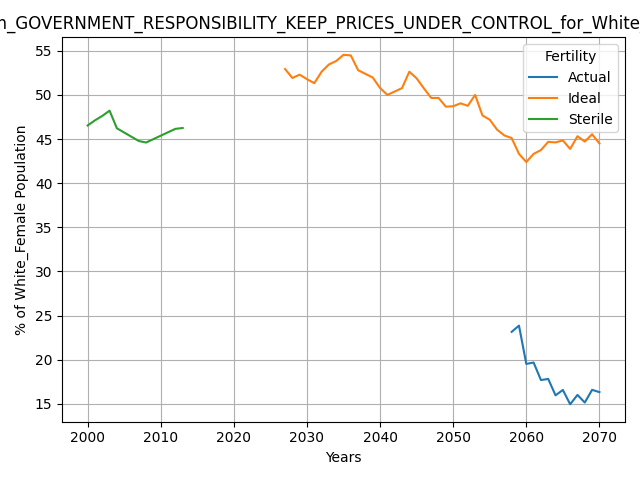 n_GOVERNMENT_RESPONSIBILITY_KEEP_PRICES_UNDER_CONTROL_for_White
55
50
45
40
35
30
25
20
15
% of White_Female Population
Fertility
Actual
Ideal
Sterile
2000 2010 2020 2030 2040 2050 2060 2070
Years